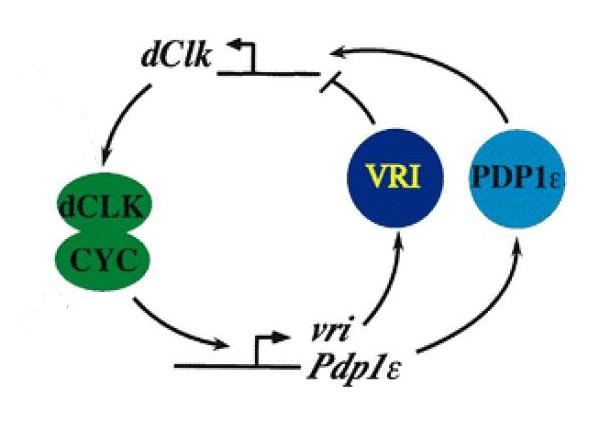 dClk
VRI
PDP1ε
dCLK
CYC
vri
Pdp1ε